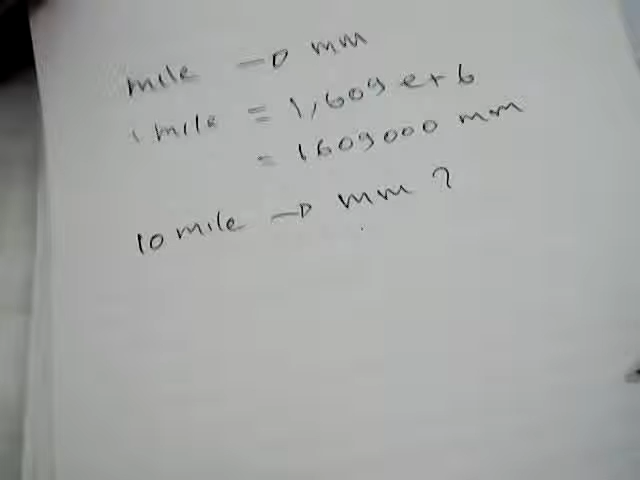 mile → mm
1 mile = 1,609 e+6
= 1609000 mm
10 mile → mm ?